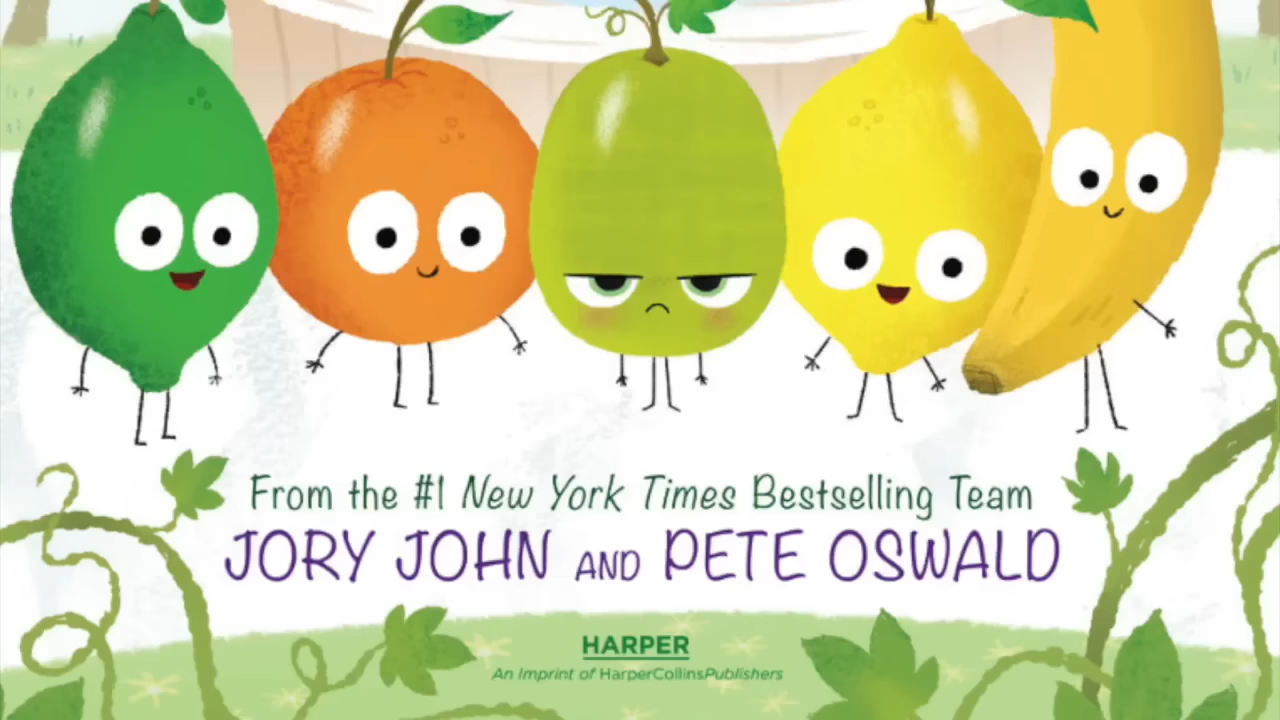 From the #1 New York Times Bestselling Team
JORY JOHN AND PETE OSWALD
HARPER
An Imprint of HarperCollinsPublishers